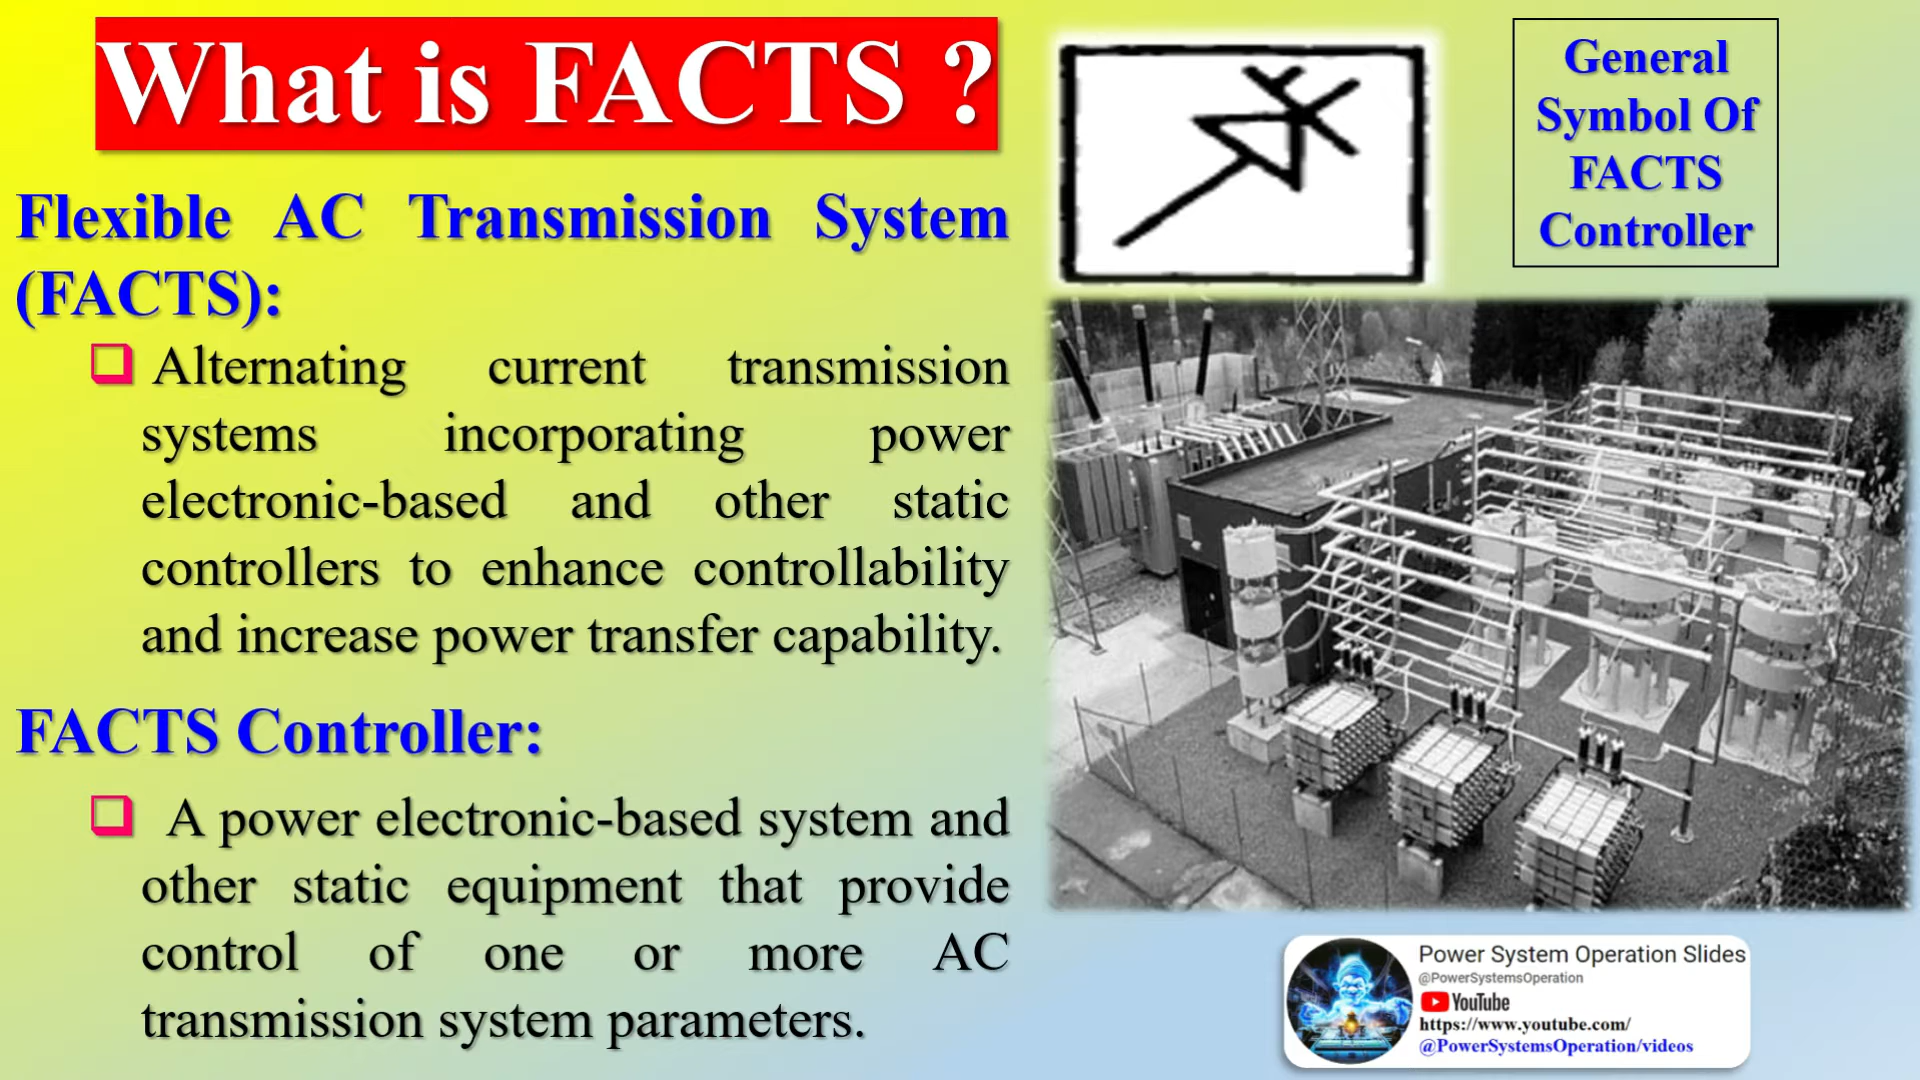 What is FACTS ?
Flexible AC Transmission System
(FACTS):
Alternating current transmission
systems incorporating power
electronic-based and other static
controllers to enhance controllability
and increase power transfer capability.
FACTS Controller:
A power electronic-based system and
other static equipment that provide
control of one or more AC
transmission system parameters.
General
Symbol Of
FACTS
Controller
Power System Operation Slides
@PowerSystemsOperation
YouTube
https://www.youtube.com/
@PowerSystemsOperation/videos